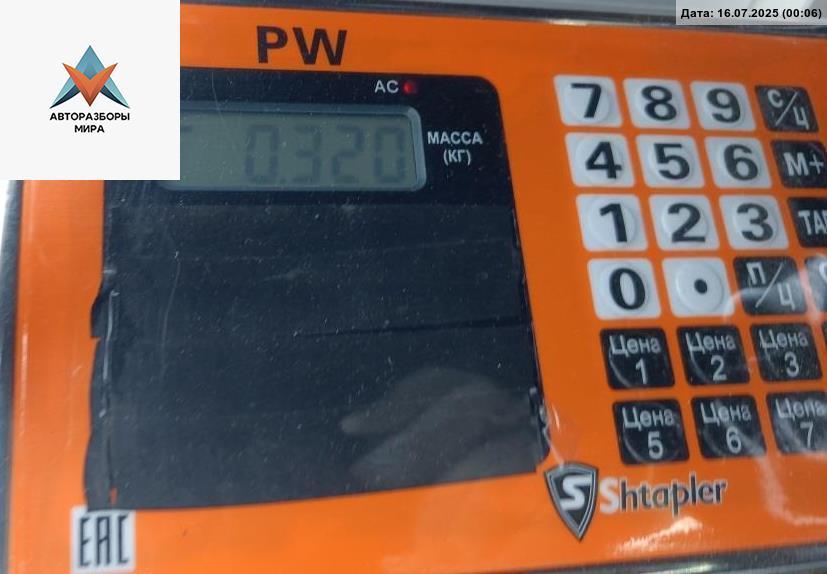 Дата: 16.07.2025 (00:06)
АВТОРАЗБОРЫ
МИРА
PW
AC
0.320
МАССА
(КГ)
7 8 9 С/Ц
4 5 6 М+
1 2 3
0 . П/Ц
Цена 1 Цена 2 Цена 3
Цена 5 Цена 6 Цена 7
S Shtapler
EAC